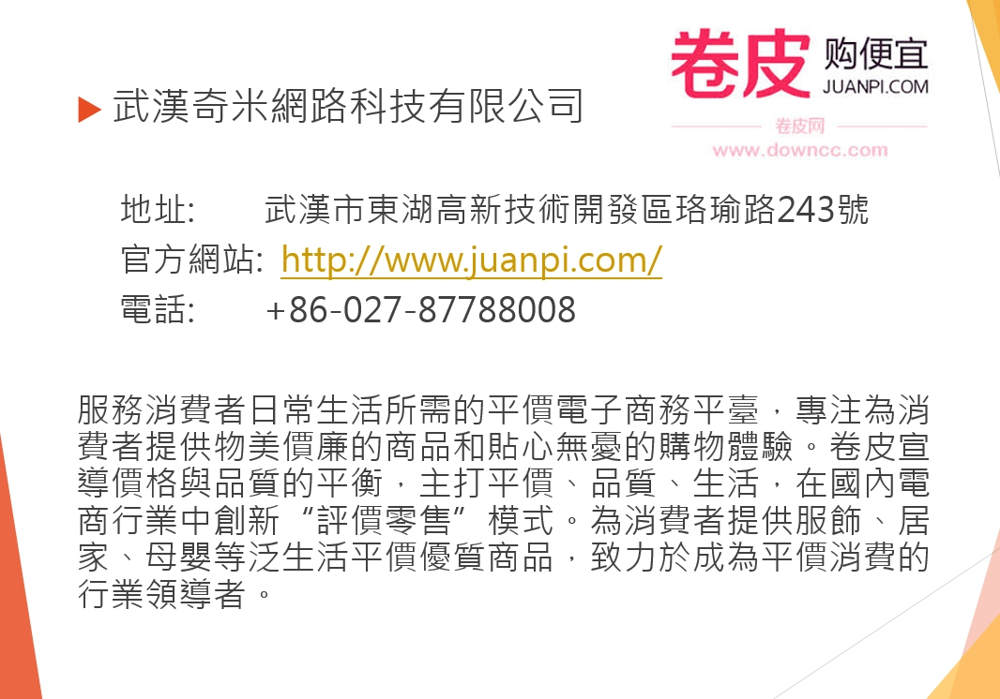 卷皮 购便宜
JUANPI.COM
卷皮网
www.downcc.com
武漢奇米網路科技有限公司
地址: 武漢市東湖高新技術開發區珞瑜路243號
官方網站: http://www.juanpi.com/
電話: +86-027-87788008
服務消費者日常生活所需的平價電子商務平臺，專注為消
費者提供物美價廉的商品和貼心無憂的購物體驗。卷皮宣
導價格與品質的平衡，主打平價、品質、生活，在國內電
商行業中創新“評價零售”模式。為消費者提供服飾、居
家、母嬰等泛生活平價優質商品，致力於成為平價消費的
行業領導者。